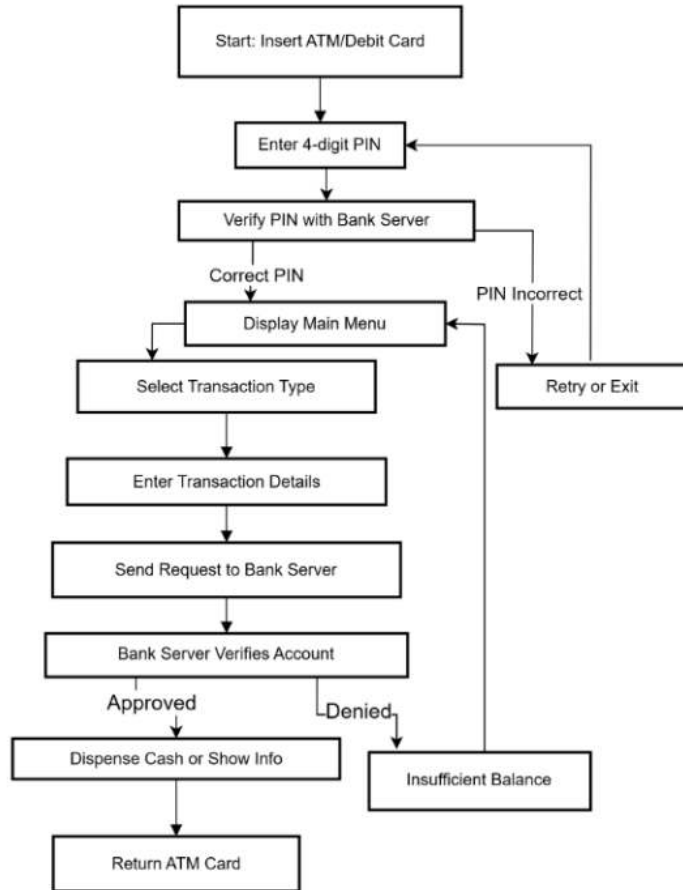 Start: Insert ATM/Debit Card
Enter 4-digit PIN
Verify PIN with Bank Server
Correct PIN
PIN Incorrect
Display Main Menu
Select Transaction Type
Retry or Exit
Enter Transaction Details
Send Request to Bank Server
Bank Server Verifies Account
Approved
Denied
Dispense Cash or Show Info
Insufficient Balance
Return ATM Card